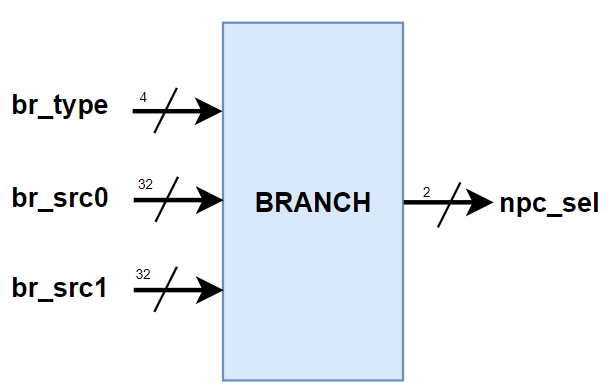 4
br_type
32
br_src0
BRANCH
2
npc_sel
32
br_src1